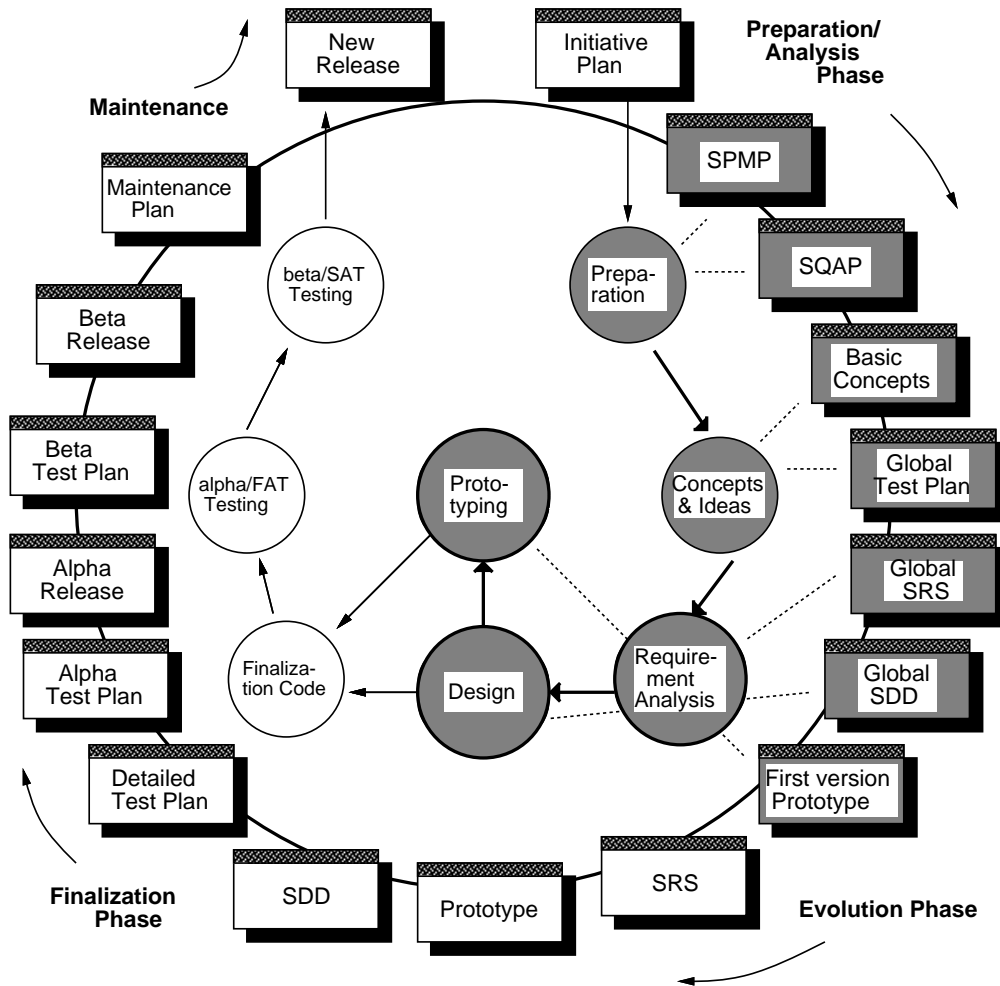 New
Release
Initiative
Plan
Preparation/
Analysis
Phase
Maintenance
SPMP
Maintenance
Plan
beta/SAT
Testing
Prepa-
ration
SQAP
Beta
Release
Basic
Concepts
Beta
Test Plan
alpha/FAT
Testing
Proto-
typing
Concepts
& Ideas
Global
Test Plan
Alpha
Release
Global
SRS
Alpha
Test Plan
Finaliza-
tion Code
Design
Require-
ment
Analysis
Global
SDD
Detailed
Test Plan
First version
Prototype
Finalization
Phase
SDD
Prototype
SRS
Evolution Phase